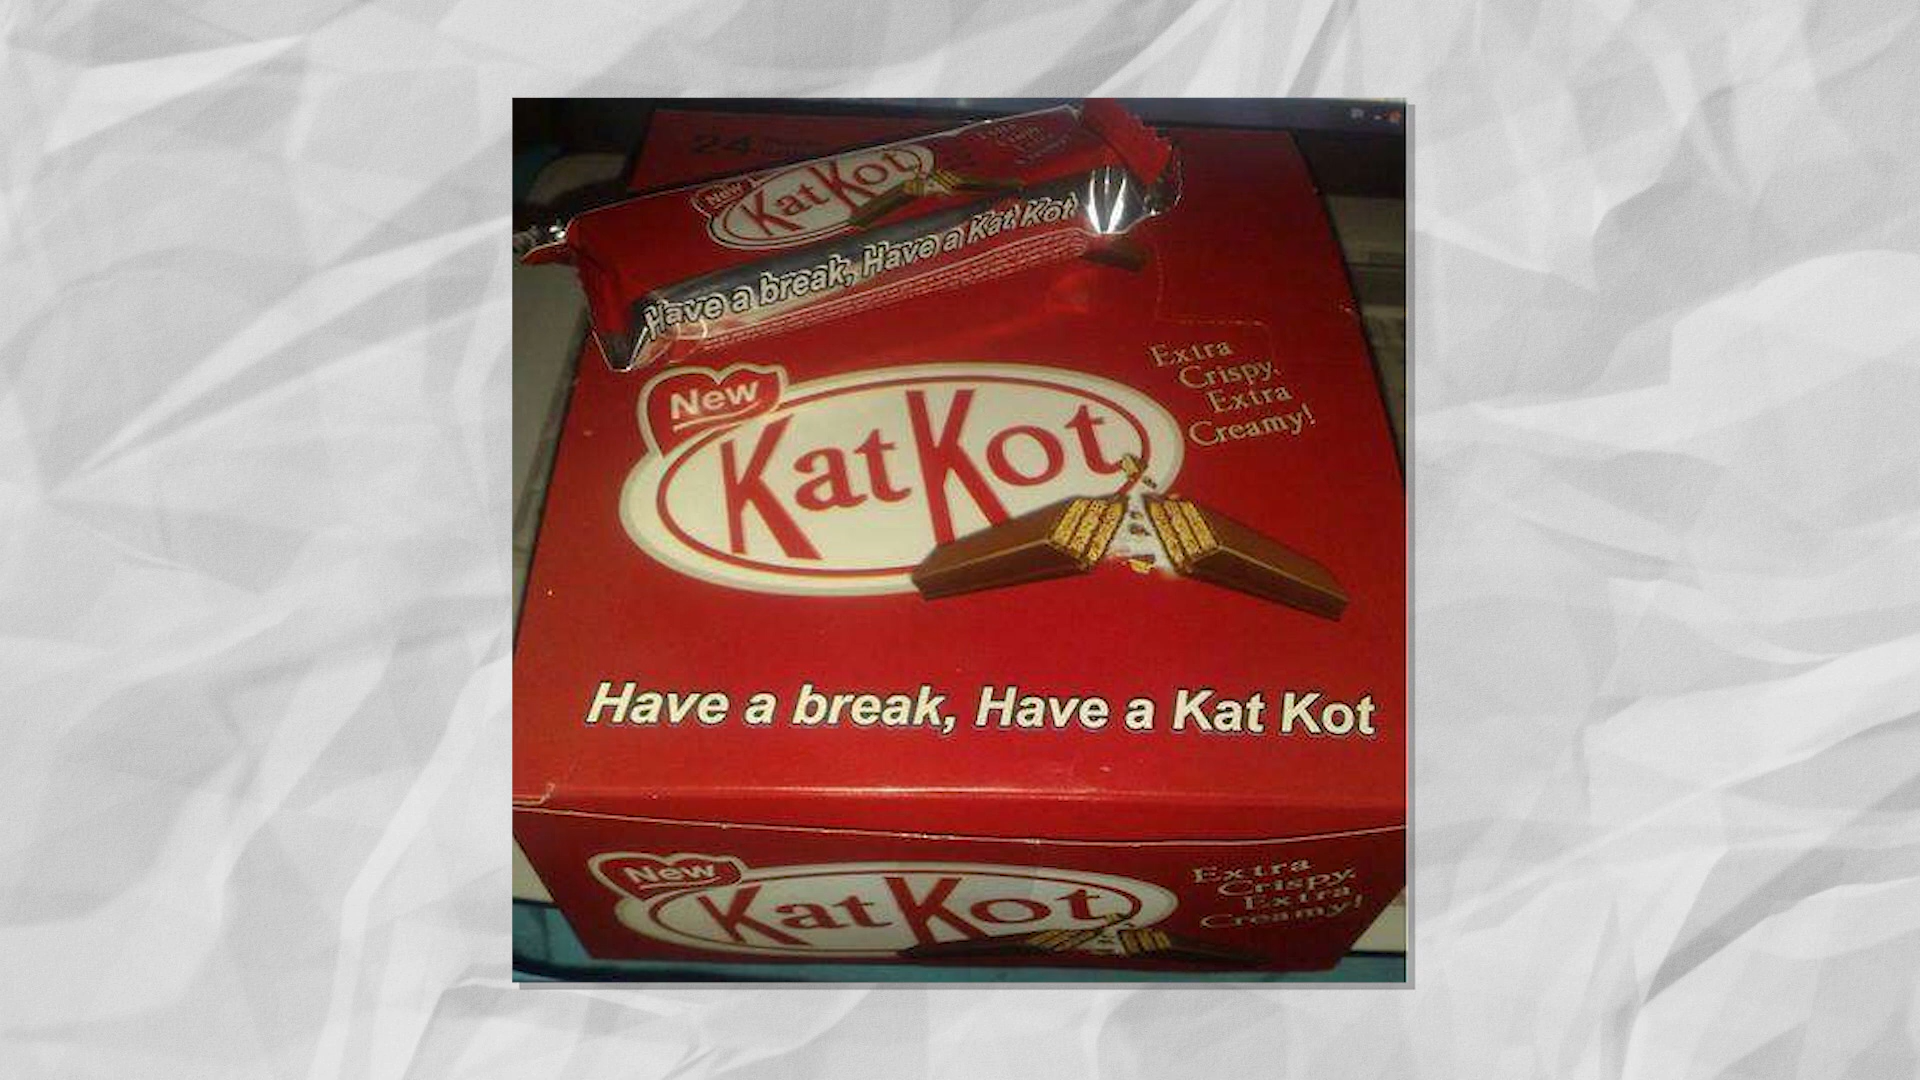 24
New
KatKot
Have a break, Have a Kat Kot
New
KatKot
Extra
Crispy.
Extra
Creamy!
Have a break, Have a Kat Kot
New
KatKot
Extra
Crispy.
Extra
Creamy!